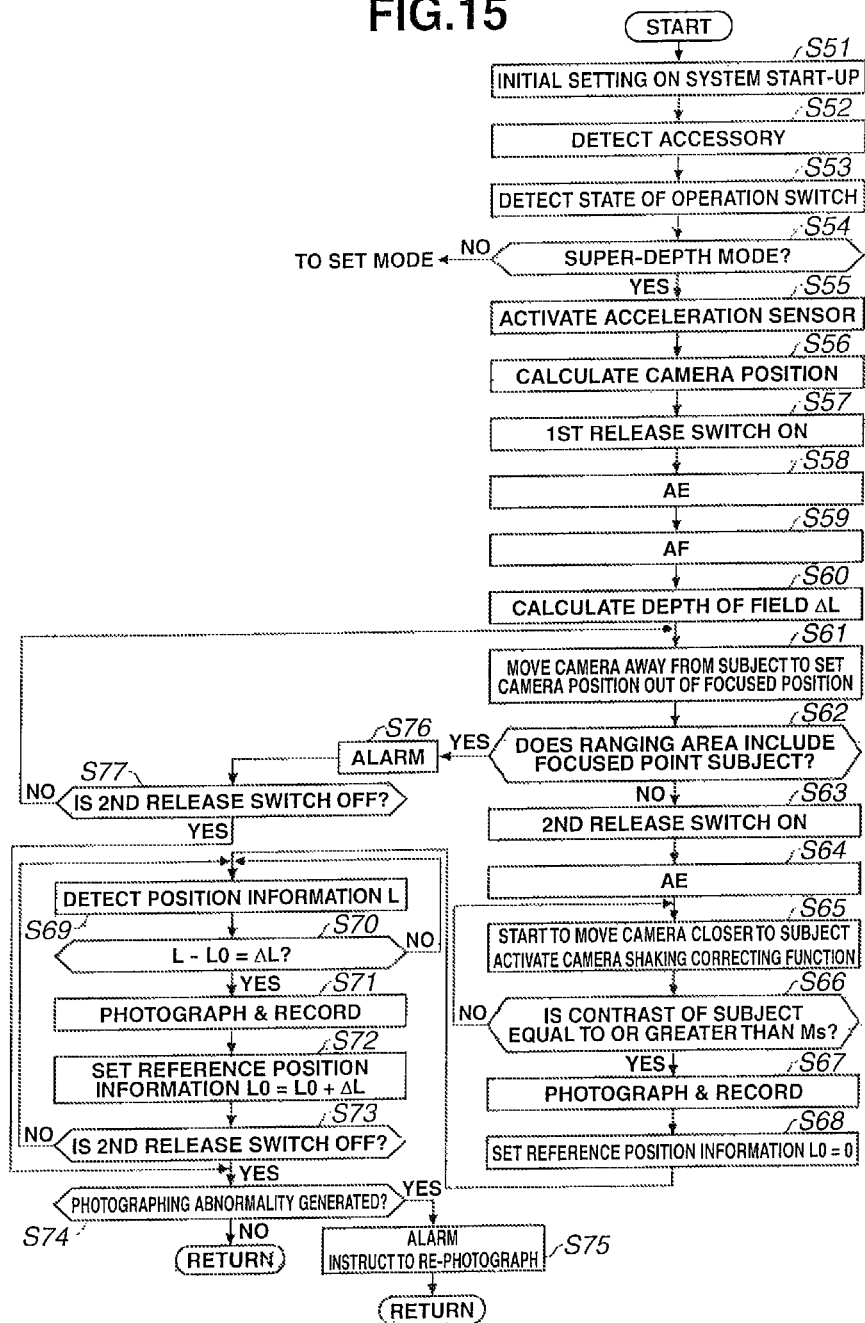 FIG.15
START
S51
INITIAL SETTING ON SYSTEM START-UP
S52
DETECT ACCESSORY
S53
DETECT STATE OF OPERATION SWITCH
S54
SUPER-DEPTH MODE?
NO
TO SET MODE
YES
S55
ACTIVATE ACCELERATION SENSOR
S56
CALCULATE CAMERA POSITION
S57
1ST RELEASE SWITCH ON
S58
AE
S59
AF
S60
CALCULATE DEPTH OF FIELD ΔL
S61
MOVE CAMERA AWAY FROM SUBJECT TO SET
CAMERA POSITION OUT OF FOCUSED POSITION
S62
DOES RANGING AREA INCLUDE
FOCUSED POINT SUBJECT?
YES
S76
ALARM
S77
IS 2ND RELEASE SWITCH OFF?
NO
YES
NO
S63
2ND RELEASE SWITCH ON
S64
AE
S65
START TO MOVE CAMERA CLOSER TO SUBJECT
ACTIVATE CAMERA SHAKING CORRECTING FUNCTION
S66
IS CONTRAST OF SUBJECT
EQUAL TO OR GREATER THAN Ms?
NO
YES
S67
PHOTOGRAPH & RECORD
S68
SET REFERENCE POSITION INFORMATION L0 = 0
DETECT POSITION INFORMATION L
S69
S70
L - L0 = ΔL?
NO
YES
S71
PHOTOGRAPH & RECORD
S72
SET REFERENCE POSITION
INFORMATION L0 = L0 + ΔL
S73
IS 2ND RELEASE SWITCH OFF?
NO
YES
PHOTOGRAPHING ABNORMALITY GENERATED?
S74
YES
NO
RETURN
ALARM
INSTRUCT TO RE-PHOTOGRAPH
S75
RETURN